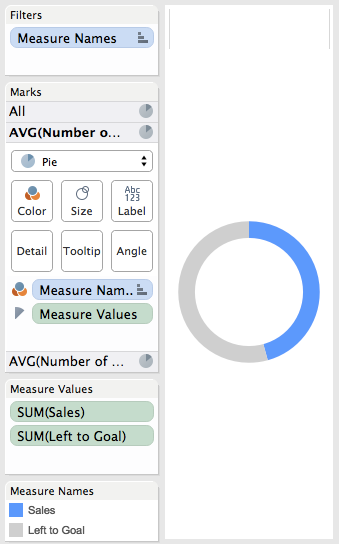 Filters
Measure Names
Marks
All
AVG(Number o...
Pie
Color
Size
Abc
123
Label
Detail
Tooltip
Angle
Measure Nam..
Measure Values
AVG(Number of ...
Measure Values
SUM(Sales)
SUM(Left to Goal)
Measure Names
Sales
Left to Goal